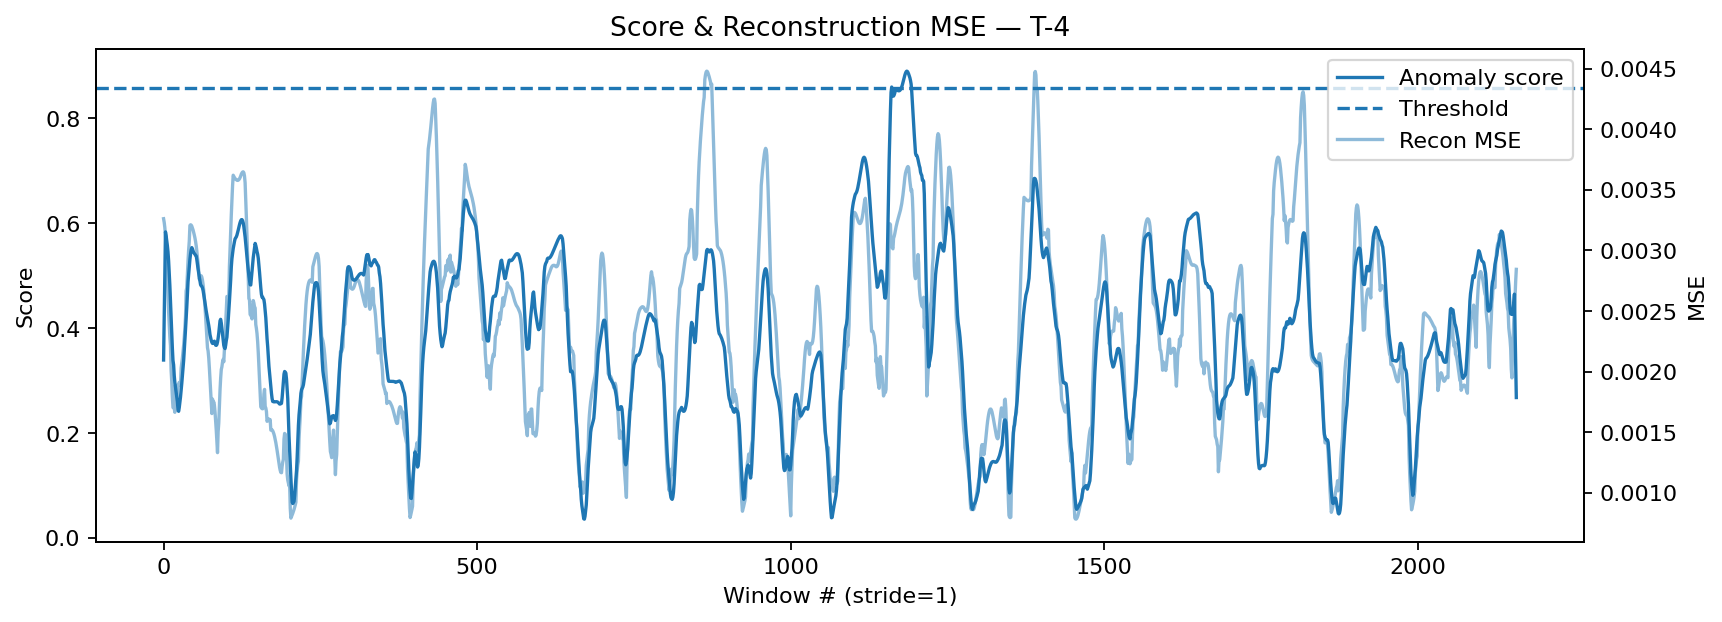 Score & Reconstruction MSE — T-4
Score
0.8
0.6
0.4
0.2
0.0
0
500
1000
1500
2000
Window # (stride=1)
Anomaly score
Threshold
Recon MSE
0.0045
0.0040
0.0035
0.0030
0.0025
0.0020
0.0015
0.0010
MSE